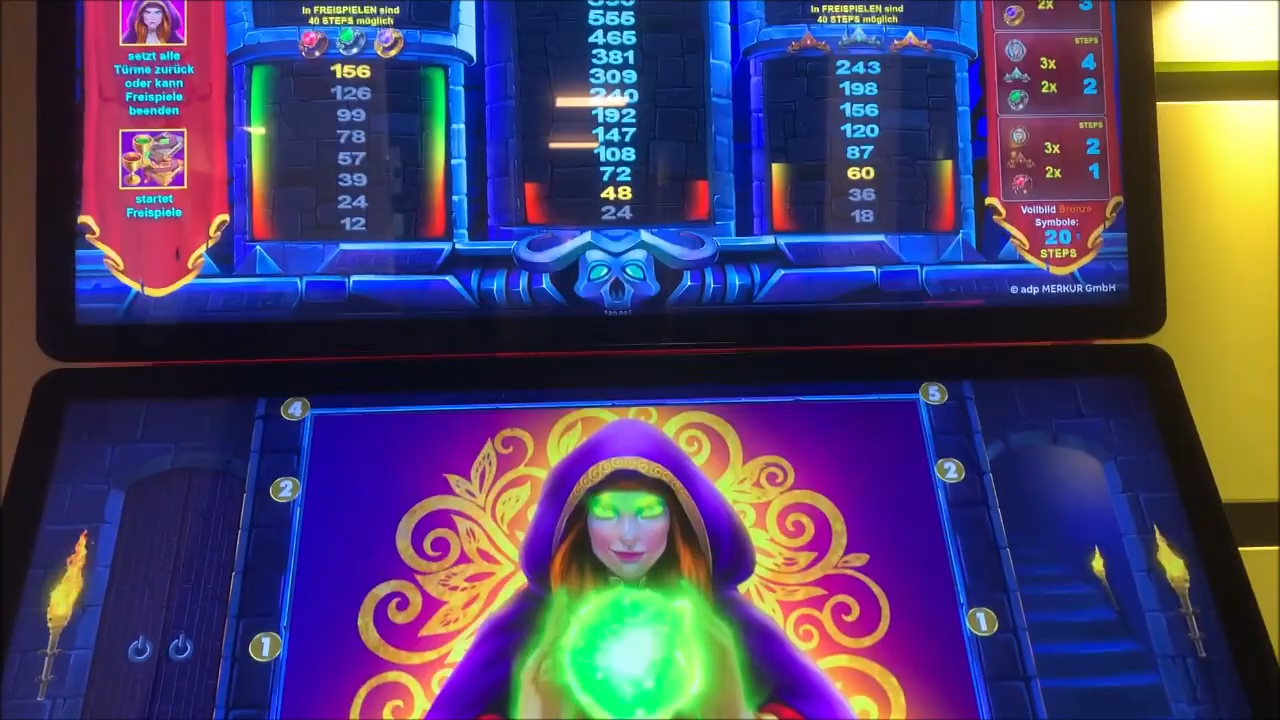 setzt alle
Türme zurück
oder kann
Freispiele
beenden
startet
Freispiele
In FREISPIELEN sind
40 STEPS möglich
156
126
99
78
57
39
24
12
555
465
381
309
240
192
147
108
72
48
24
In FREISPIELEN sind
40 STEPS möglich
243
198
156
120
87
60
36
18
2x 3
STEPS
3x 4
2x 2
STEPS
3x 2
2x 1
Vollbild Bronze
Symbole:
20
STEPS
© adp MERKUR GmbH
4
5
2
2
1
1